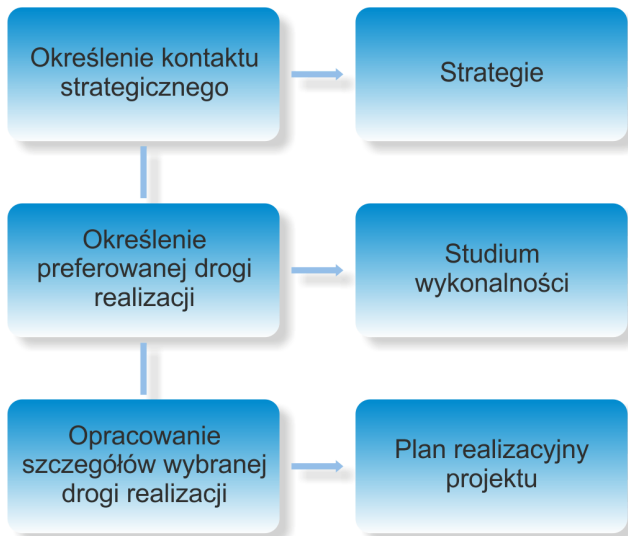 Określenie kontaktu
strategicznego
Strategie
Określenie
preferowanej drogi
realizacji
Studium
wykonalności
Opracowanie
szczegółów wybranej
drogi realizacji
Plan realizacyjny
projektu